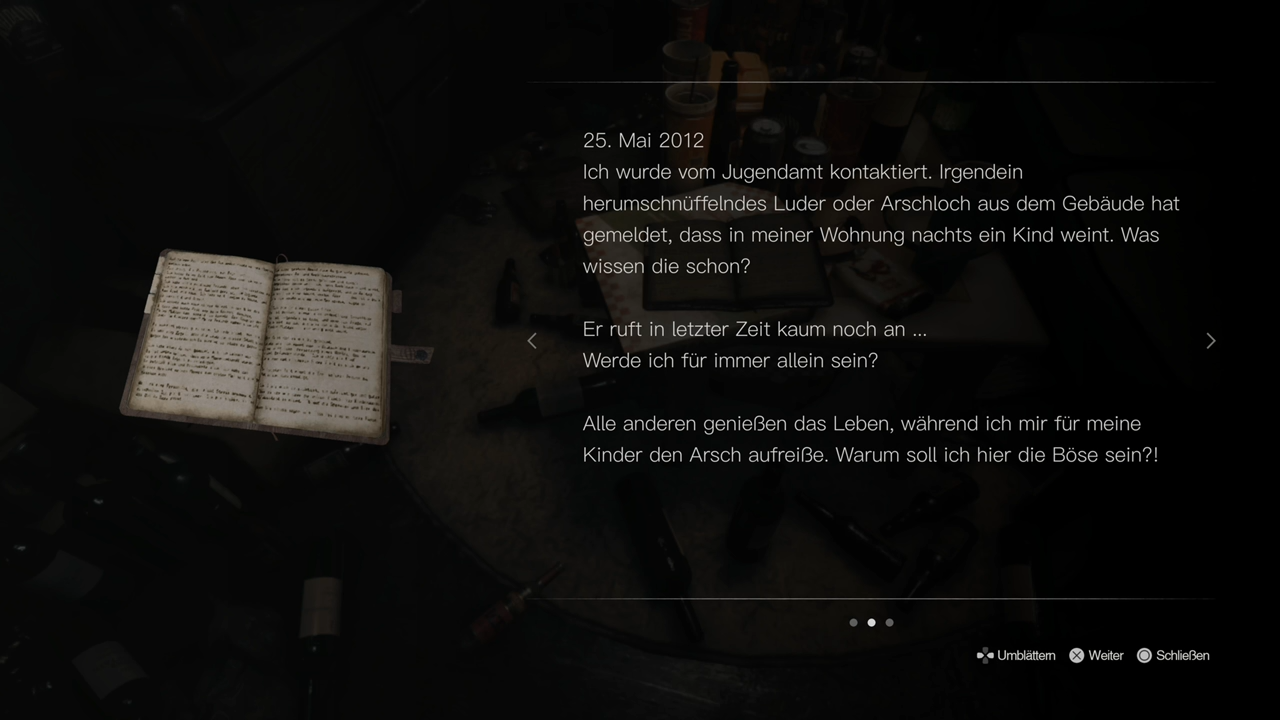 25. Mai 2012
Ich wurde vom Jugendamt kontaktiert. Irgendein
herumschnüffelndes Luder oder Arschloch aus dem Gebäude hat
gemeldet, dass in meiner Wohnung nachts ein Kind weint. Was
wissen die schon?
Er ruft in letzter Zeit kaum noch an ...
Werde ich für immer allein sein?
Alle anderen genießen das Leben, während ich mir für meine
Kinder den Arsch aufreiße. Warum soll ich hier die Böse sein?!
Umblättern Weiter Schließen